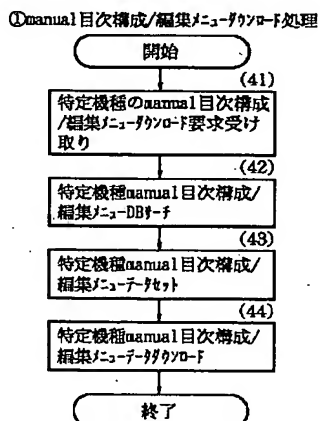 ①manual目次構成/編集ﾒﾆｭｰﾀﾞｳﾝﾛｰﾄﾞ処理
開始
(41)
特定機種のmanual目次構成
/編集ﾒﾆｭｰﾀﾞｳﾝﾛｰﾄﾞ要求受け
取り
(42)
特定機種manual目次構成/
編集ﾒﾆｭｰDBｻｰﾁ
(43)
特定機種manual目次構成/
編集ﾒﾆｭｰﾃﾞｰﾀｾｯﾄ
(44)
特定機種manual目次構成/
編集ﾒﾆｭｰﾃﾞｰﾀﾀﾞｳﾝﾛｰﾄﾞ
終了